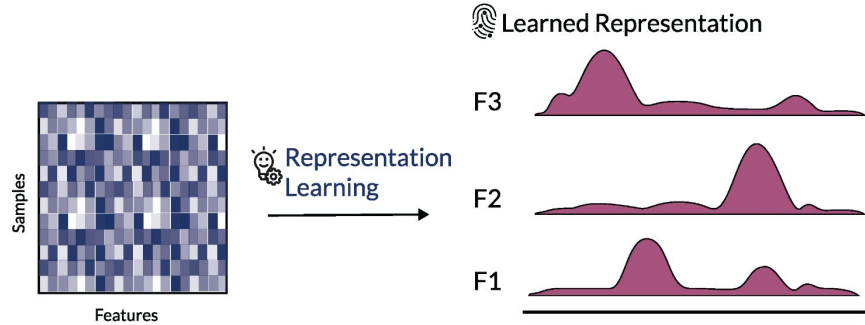 Learned Representation
F3
Representation
Learning
Samples
F2
F1
Features